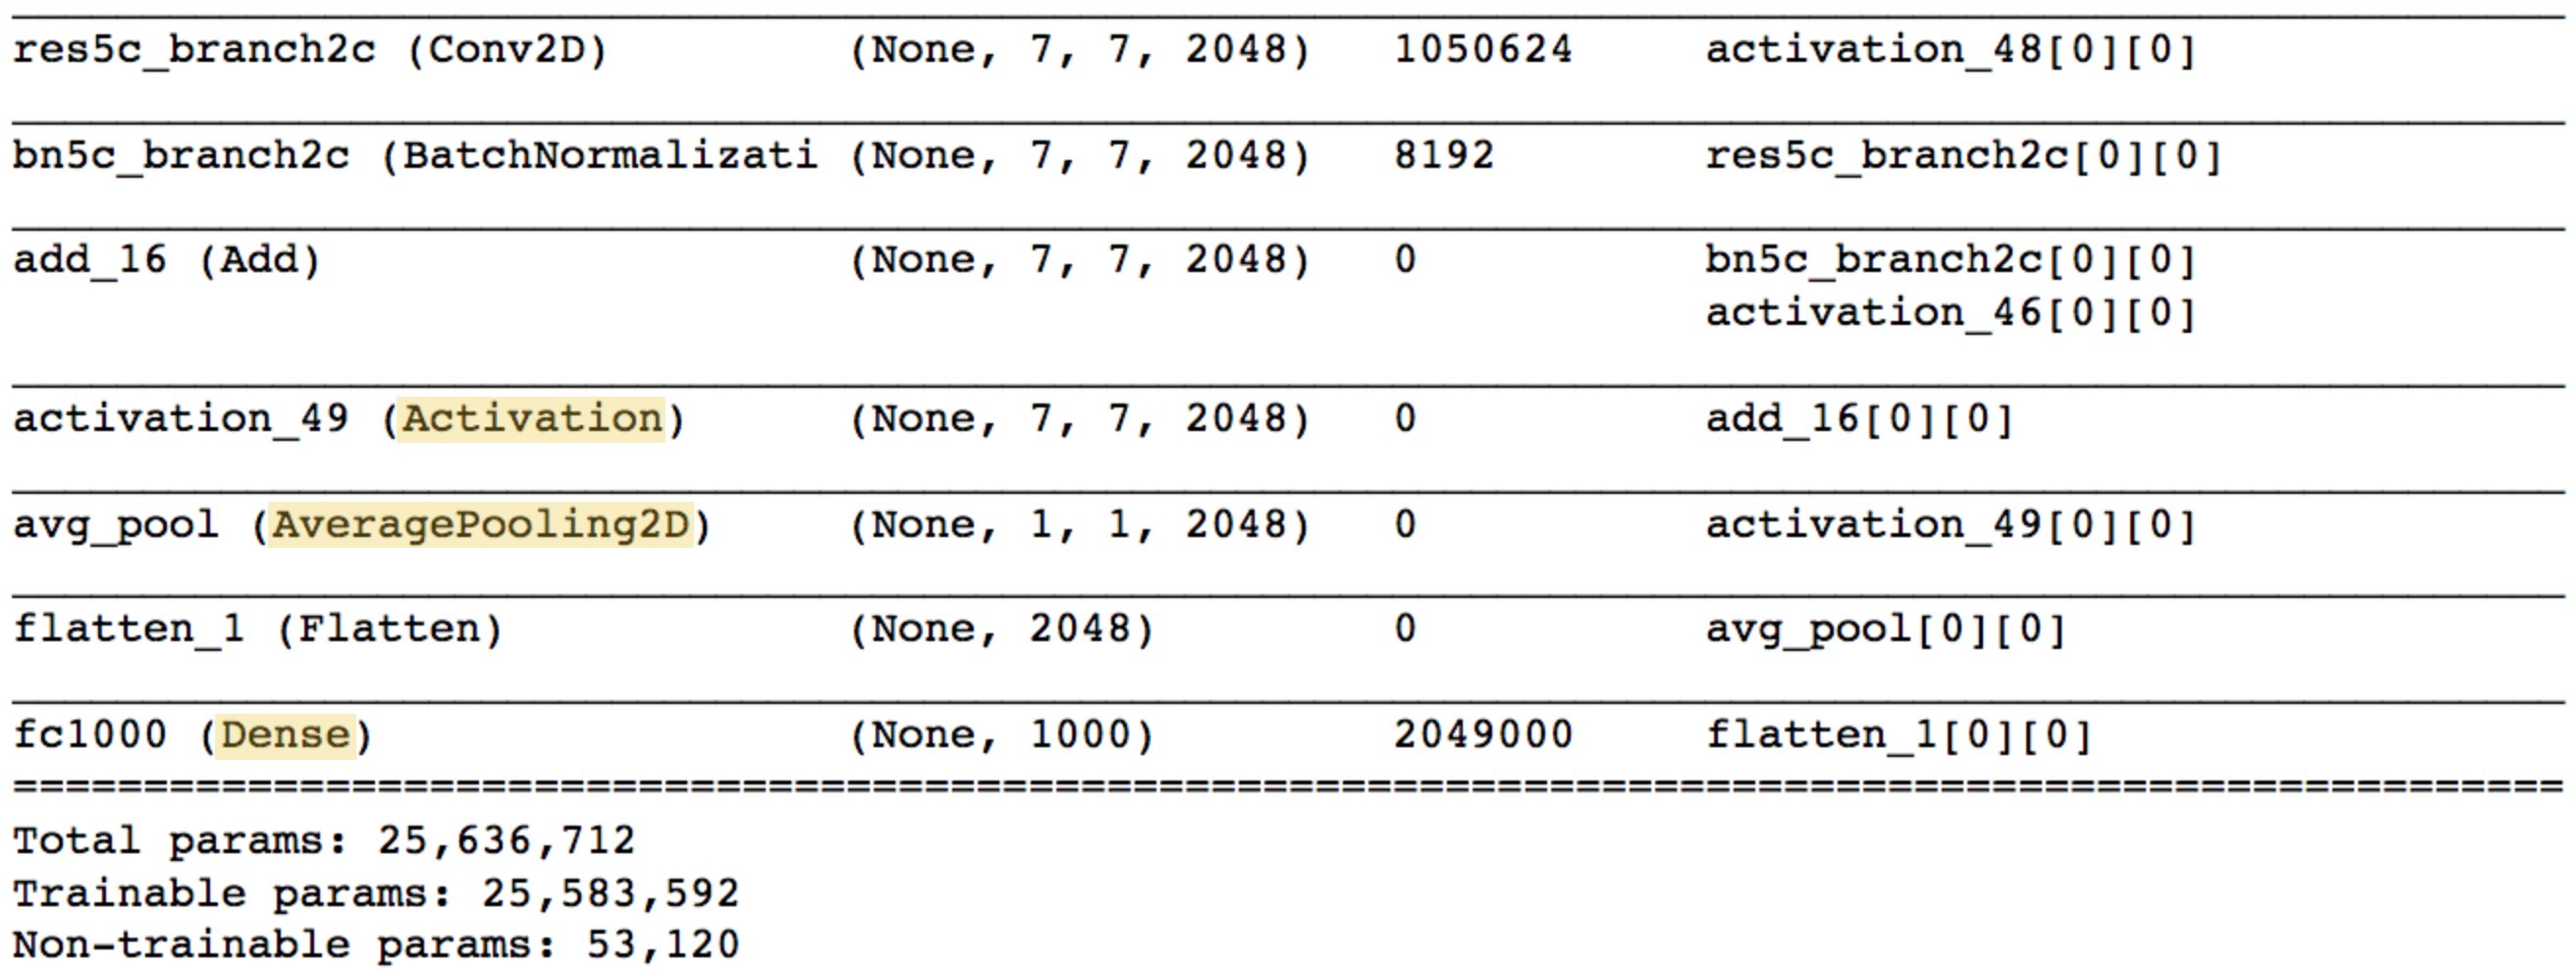 res5c_branch2c (Conv2D) (None, 7, 7, 2048) 1050624 activation_48[0][0]
bn5c_branch2c (BatchNormalizati (None, 7, 7, 2048) 8192 res5c_branch2c[0][0]
add_16 (Add) (None, 7, 7, 2048) 0 bn5c_branch2c[0][0]
activation_46[0][0]
activation_49 (Activation) (None, 7, 7, 2048) 0 add_16[0][0]
avg_pool (AveragePooling2D) (None, 1, 1, 2048) 0 activation_49[0][0]
flatten_1 (Flatten) (None, 2048) 0 avg_pool[0][0]
fc1000 (Dense) (None, 1000) 2049000 flatten_1[0][0]
Total params: 25,636,712
Trainable params: 25,583,592
Non-trainable params: 53,120